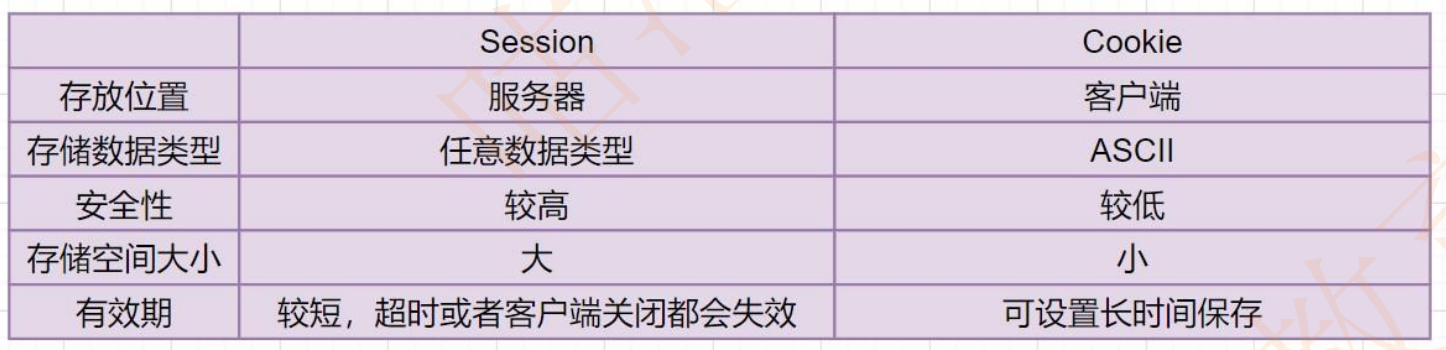 Session Cookie
存放位置 服务器 客户端
存储数据类型 任意数据类型 ASCII
安全性 较高 较低
存储空间大小 大 小
有效期 较短，超时或者客户端关闭都会失效 可设置长时间保存